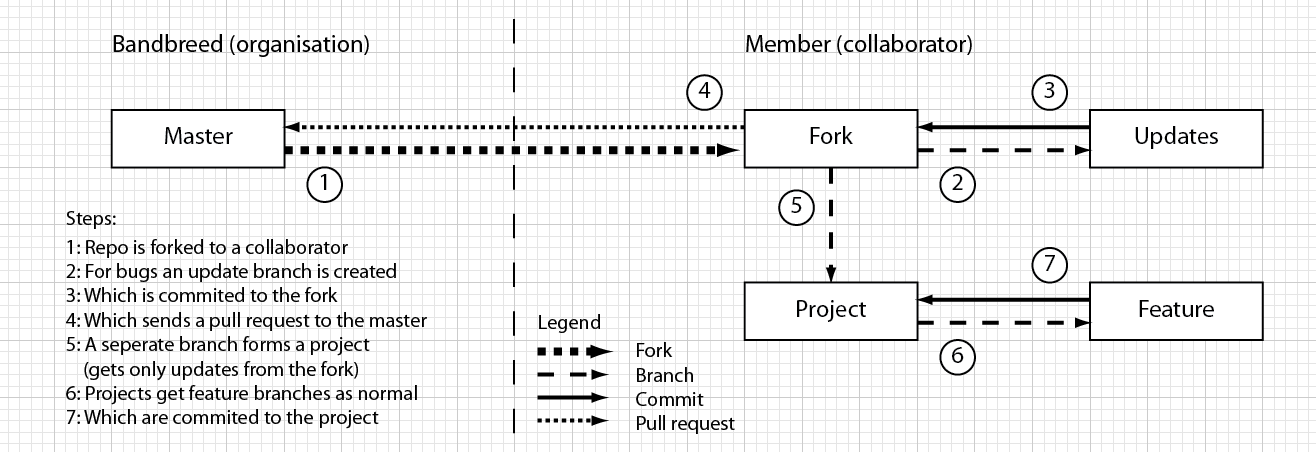 Bandbreed (organisation)
Member (collaborator)
4
3
Master
Fork
Updates
1
2
5
Steps:
1: Repo is forked to a collaborator
2: For bugs an update branch is created
3: Which is commited to the fork
4: Which sends a pull request to the master
5: A seperate branch forms a project
(gets only updates from the fork)
6: Projects get feature branches as normal
7: Which are commited to the project
7
Project
Feature
6
Legend
Fork
Branch
Commit
Pull request